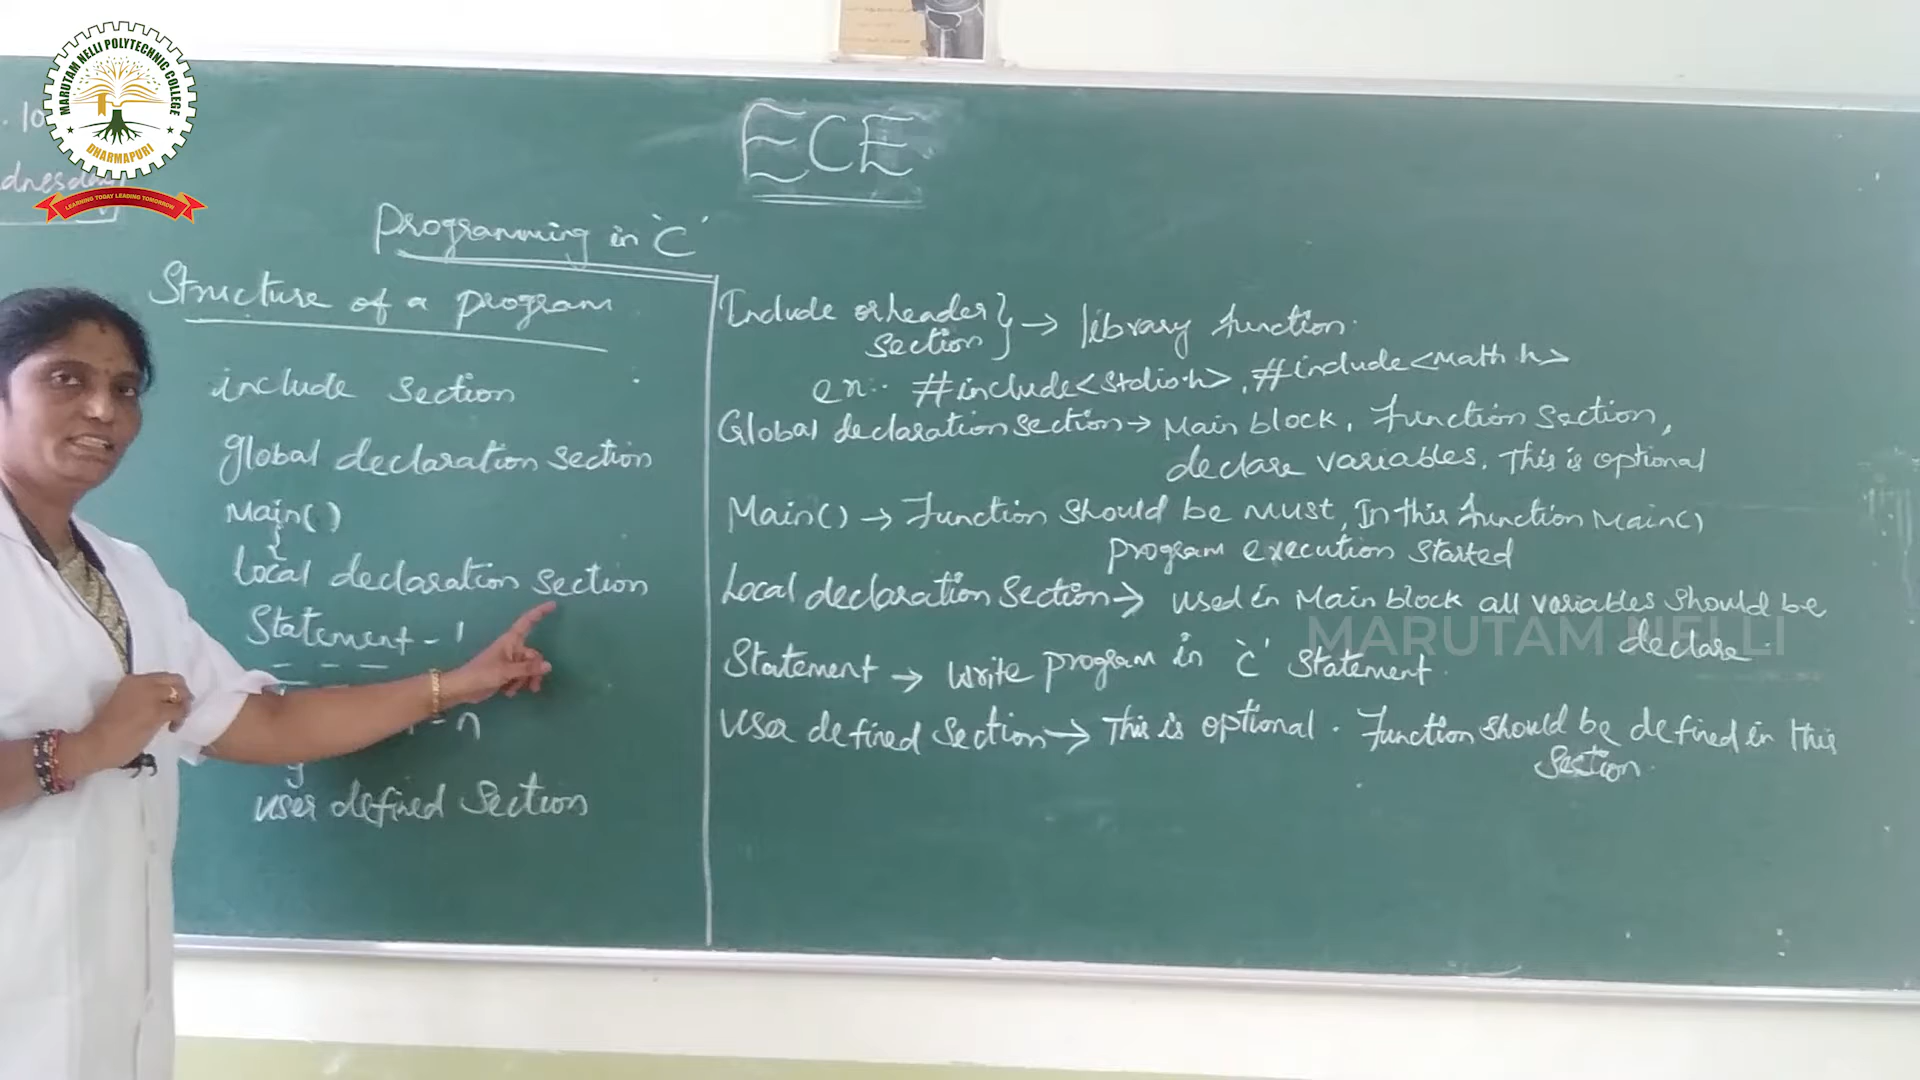 MARUTAM NELLI POLYTECHNIC COLLEGE
DHARMAPURI
LEARNING TODAY LEADING TOMORROW
ECE
Programming in 'C'
Structure of a program
include section
global declaration section
Main()
{
Local declaration section
Statement - 1
- - - -
- n
}
user defined section
Include or header } → library function.
section
ex:- #include<stdio.h>, #include<math.h>
Global declaration section → Main block, Function section,
declare variables. This is optional
Main() → Function should be must, In this function Main()
program execution started
Local declaration section → used in Main block all variables should be
declare.
MARUTAM NELLI
Statement → write program in 'C' statement.
User defined section → This is optional. Function should be defined in this
section.